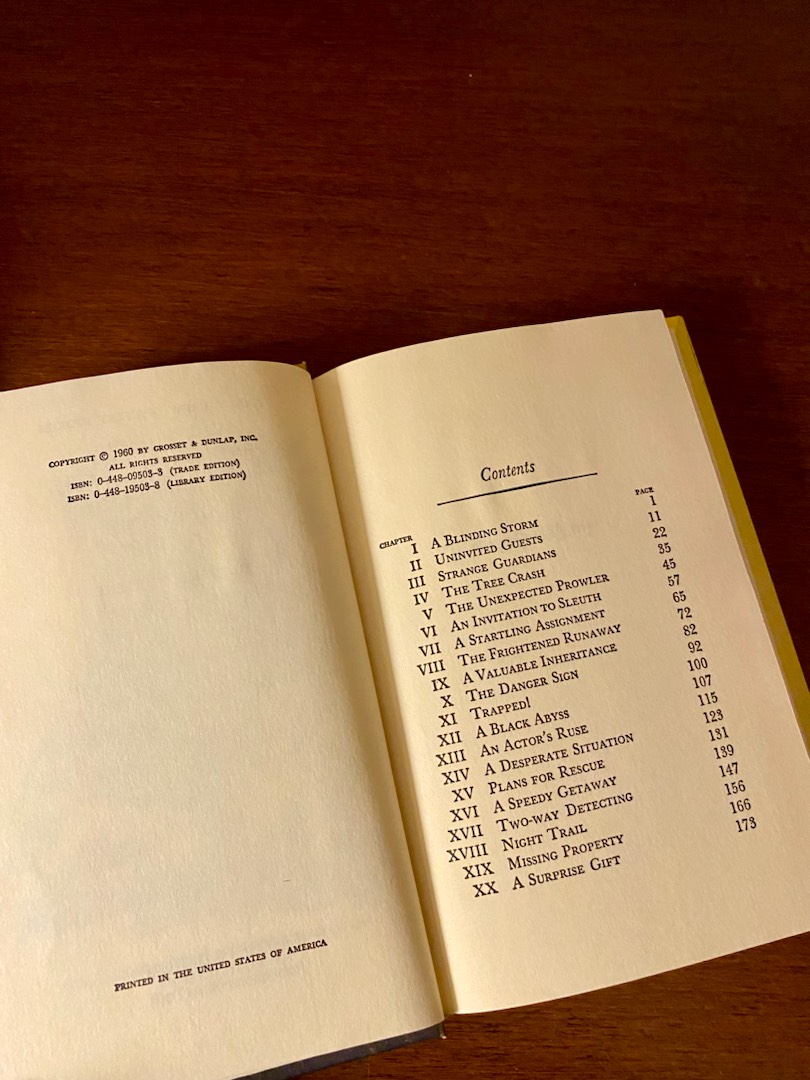 COPYRIGHT © 1960 BY GROSSET & DUNLAP, INC.
ALL RIGHTS RESERVED
ISBN: 0-448-09503-3 (TRADE EDITION)
ISBN: 0-448-19503-8 (LIBRARY EDITION)
PRINTED IN THE UNITED STATES OF AMERICA
Contents
CHAPTER PAGE
I A BLINDING STORM 1
II UNINVITED GUESTS 11
III STRANGE GUARDIANS 22
IV THE TREE CRASH 35
V THE UNEXPECTED PROWLER 45
VI AN INVITATION TO SLEUTH 57
VII A STARTLING ASSIGNMENT 65
VIII THE FRIGHTENED RUNAWAY 72
IX A VALUABLE INHERITANCE 82
X THE DANGER SIGN 92
XI TRAPPED! 100
XII A BLACK ABYSS 107
XIII AN ACTOR'S RUSE 115
XIV A DESPERATE SITUATION 123
XV PLANS FOR RESCUE 131
XVI A SPEEDY GETAWAY 139
XVII TWO-WAY DETECTING 147
XVIII NIGHT TRAIL 156
XIX MISSING PROPERTY 166
XX A SURPRISE GIFT 173